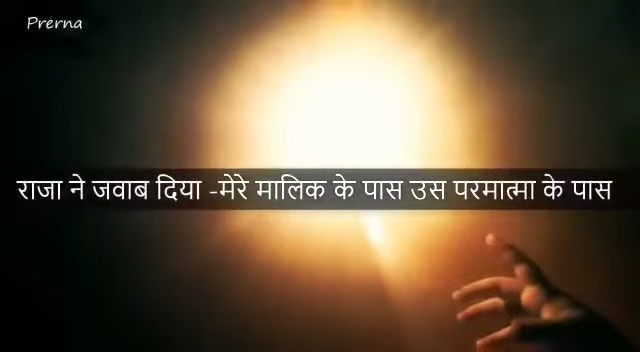 Prerna
राजा ने जवाब दिया -मेरे मालिक के पास उस परमात्मा के पास